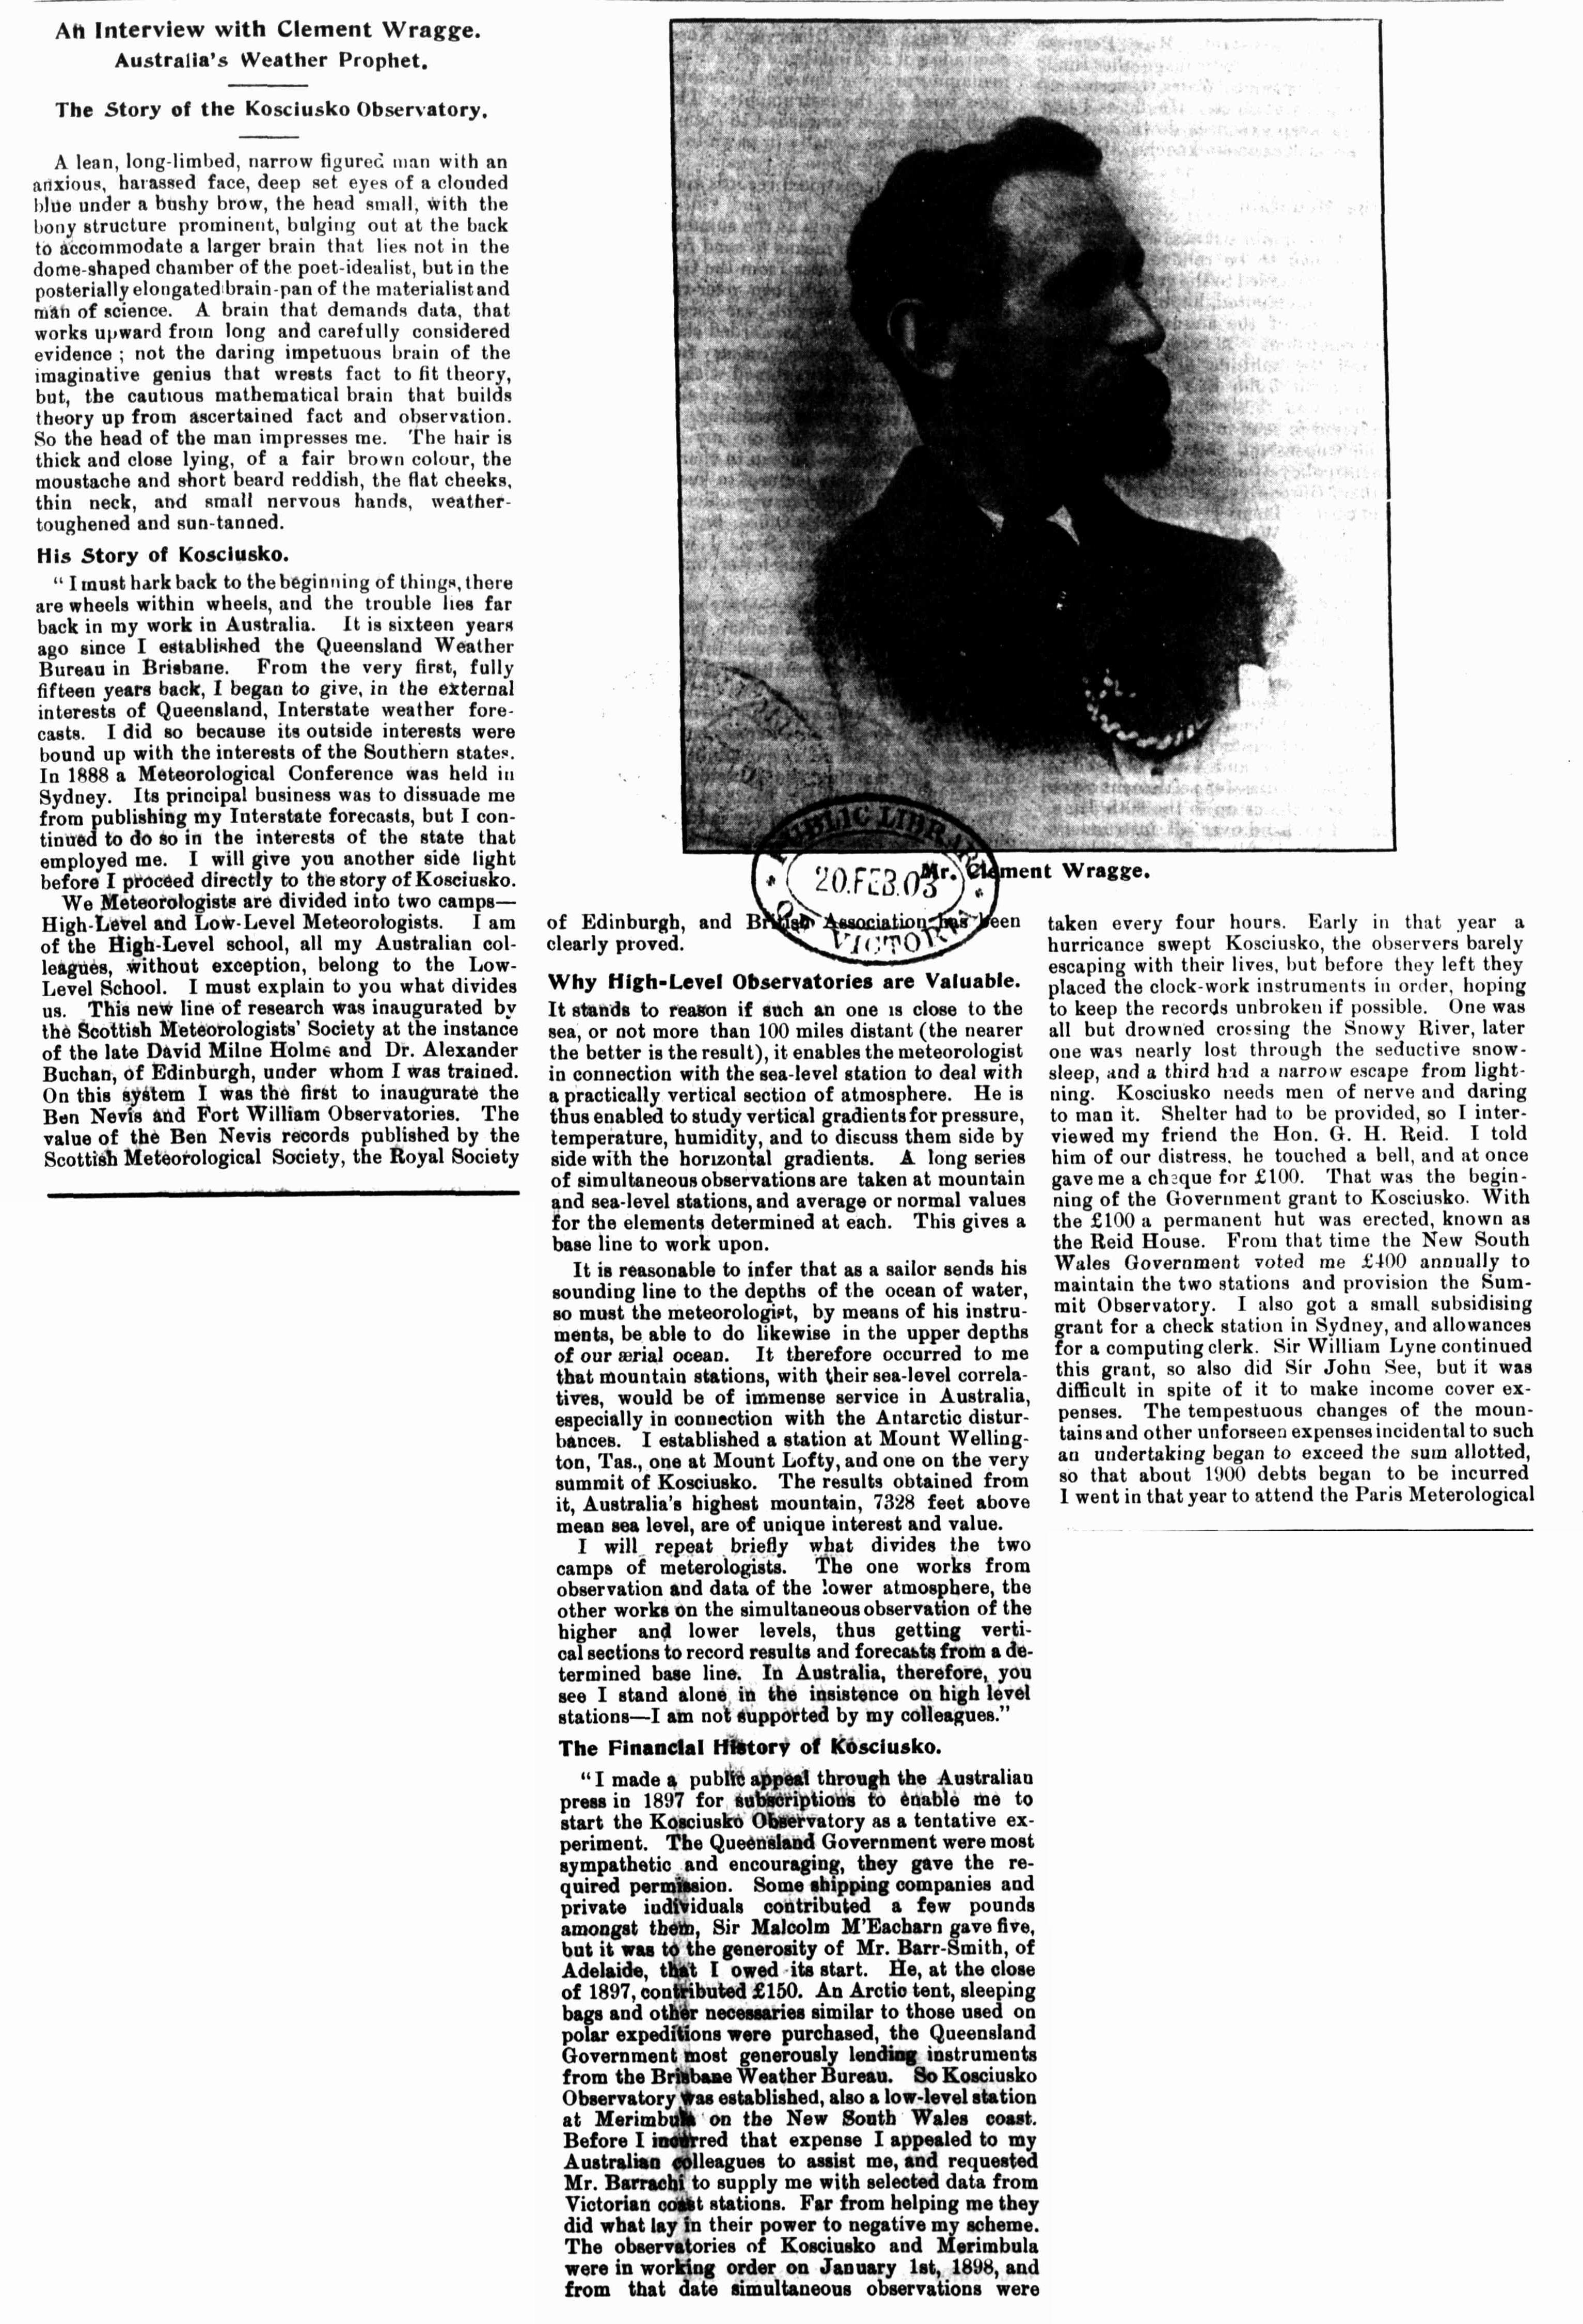 An Interview with Clement Wragge.
Australia's Weather Prophet.
The Story of the Kosciusko Observatory.
A lean, long-limbed, narrow figured man with an
anxious, harassed face, deep set eyes of a clouded
blue under a bushy brow, the head small, with the
bony structure prominent, bulging out at the back
to accommodate a larger brain that lies not in the
dome-shaped chamber of the poet-idealist, but in the
posterially elongated brain-pan of the materialist and
man of science. A brain that demands data, that
works upward from long and carefully considered
evidence ; not the daring impetuous brain of the
imaginative genius that wrests fact to fit theory,
but, the cautious mathematical brain that builds
theory up from ascertained fact and observation.
So the head of the man impresses me. The hair is
thick and close lying, of a fair brown colour, the
moustache and short beard reddish, the flat cheeks,
thin neck, and small nervous hands, weather-
toughened and sun-tanned.
His Story of Kosciusko.
" I must hark back to the beginning of things, there
are wheels within wheels, and the trouble lies far
back in my work in Australia. It is sixteen years
ago since I established the Queensland Weather
Bureau in Brisbane. From the very first, fully
fifteen years back, I began to give, in the external
interests of Queensland, Interstate weather fore-
casts. I did so because its outside interests were
bound up with the interests of the Southern states.
In 1888 a Meteorological Conference was held in
Sydney. Its principal business was to dissuade me
from publishing my Interstate forecasts, but I con-
tinued to do so in the interests of the state that
employed me. I will give you another side light
before I proceed directly to the story of Kosciusko.
We Meteorologists are divided into two camps—
High-Level and Low-Level Meteorologists. I am
of the High-Level school, all my Australian col-
leagues, without exception, belong to the Low-
Level School. I must explain to you what divides
us. This new line of research was inaugurated by
the Scottish Meteorologists' Society at the instance
of the late David Milne Holme and Dr. Alexander
Buchan, of Edinburgh, under whom I was trained.
On this system I was the first to inaugurate the
Ben Nevis and Fort William Observatories. The
value of the Ben Nevis records published by the
Scottish Meteorological Society, the Royal Society
Mr. Clement Wragge.
PUBLIC LIBRARY
20.FEB.03
OF VICTORIA
of Edinburgh, and British Association has been
clearly proved.
Why High-Level Observatories are Valuable.
It stands to reason if such an one is close to the
sea, or not more than 100 miles distant (the nearer
the better is the result), it enables the meteorologist
in connection with the sea-level station to deal with
a practically vertical section of atmosphere. He is
thus enabled to study vertical gradients for pressure,
temperature, humidity, and to discuss them side by
side with the horizontal gradients. A long series
of simultaneous observations are taken at mountain
and sea-level stations, and average or normal values
for the elements determined at each. This gives a
base line to work upon.
It is reasonable to infer that as a sailor sends his
sounding line to the depths of the ocean of water,
so must the meteorologist, by means of his instru-
ments, be able to do likewise in the upper depths
of our ærial ocean. It therefore occurred to me
that mountain stations, with their sea-level correla-
tives, would be of immense service in Australia,
especially in connection with the Antarctic distur-
bances. I established a station at Mount Welling-
ton, Tas., one at Mount Lofty, and one on the very
summit of Kosciusko. The results obtained from
it, Australia's highest mountain, 7328 feet above
mean sea level, are of unique interest and value.
I will repeat briefly what divides the two
camps of meterologists. The one works from
observation and data of the lower atmosphere, the
other works on the simultaneous observation of the
higher and lower levels, thus getting verti-
cal sections to record results and forecasts from a de-
termined base line. In Australia, therefore, you
see I stand alone in the insistence on high level
stations—I am not supported by my colleagues."
The Financial History of Kosciusko.
"I made a public appeal through the Australian
press in 1897 for subscriptions to enable me to
start the Kosciusko Observatory as a tentative ex-
periment. The Queensland Government were most
sympathetic and encouraging, they gave the re-
quired permission. Some shipping companies and
private individuals contributed a few pounds
amongst them, Sir Malcolm M'Eacharn gave five,
but it was to the generosity of Mr. Barr-Smith, of
Adelaide, that I owed its start. He, at the close
of 1897, contributed £150. An Arctic tent, sleeping
bags and other necessaries similar to those used on
polar expeditions were purchased, the Queensland
Government most generously lending instruments
from the Brisbane Weather Bureau. So Kosciusko
Observatory was established, also a low-level station
at Merimbula on the New South Wales coast.
Before I incurred that expense I appealed to my
Australian colleagues to assist me, and requested
Mr. Barrachi to supply me with selected data from
Victorian coast stations. Far from helping me they
did what lay in their power to negative my scheme.
The observatories of Kosciusko and Merimbula
were in working order on January 1st, 1898, and
from that date simultaneous observations were
taken every four hours. Early in that year a
hurricance swept Kosciusko, the observers barely
escaping with their lives, but before they left they
placed the clock-work instruments in order, hoping
to keep the records unbroken if possible. One was
all but drowned crossing the Snowy River, later
one was nearly lost through the seductive snow-
sleep, and a third had a narrow escape from light-
ning. Kosciusko needs men of nerve and daring
to man it. Shelter had to be provided, so I inter-
viewed my friend the Hon. G. H. Reid. I told
him of our distress, he touched a bell, and at once
gave me a cheque for £100. That was the begin-
ning of the Government grant to Kosciusko. With
the £100 a permanent hut was erected, known as
the Reid House. From that time the New South
Wales Government voted me £400 annually to
maintain the two stations and provision the Sum-
mit Observatory. I also got a small subsidising
grant for a check station in Sydney, and allowances
for a computing clerk. Sir William Lyne continued
this grant, so also did Sir John See, but it was
difficult in spite of it to make income cover ex-
penses. The tempestuous changes of the moun-
tains and other unforseen expenses incidental to such
an undertaking began to exceed the sum allotted,
so that about 1900 debts began to be incurred
I went in that year to attend the Paris Meterological